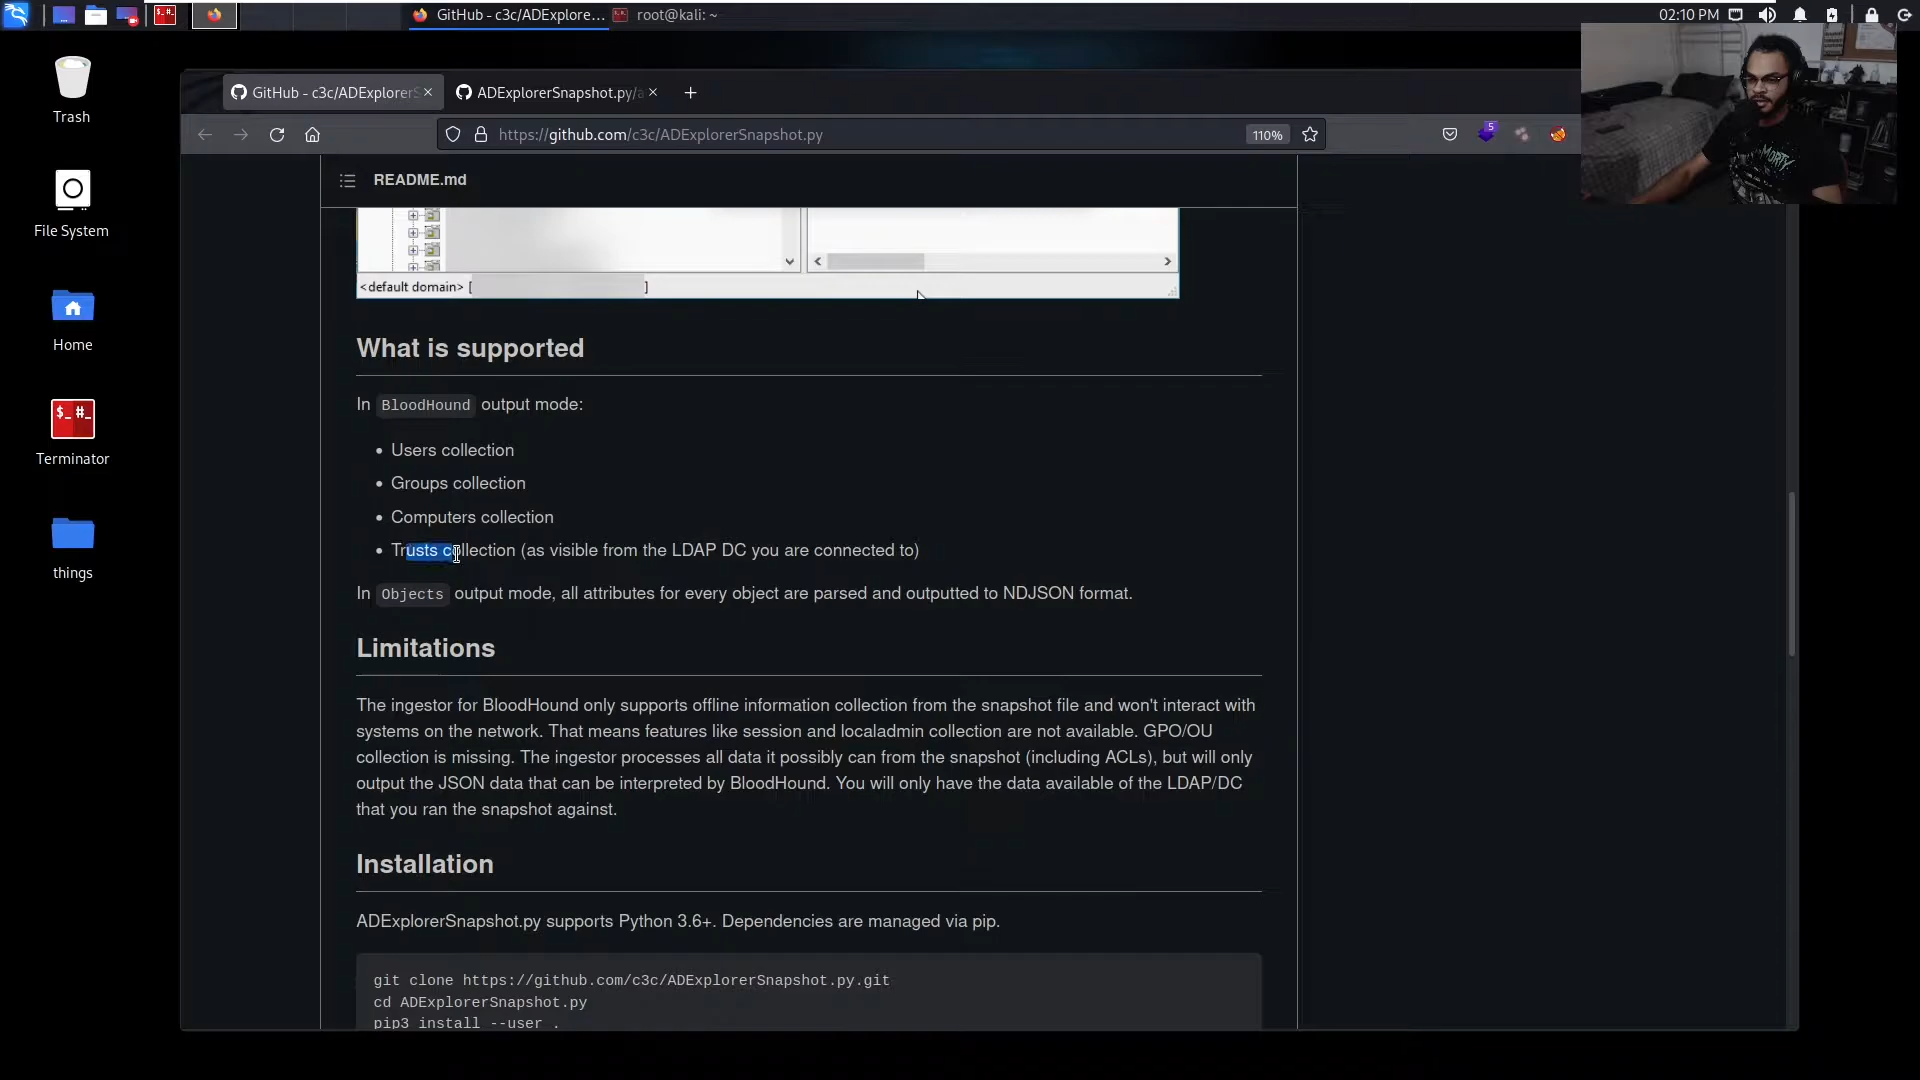 GitHub - c3c/ADExplore...
root@kali: ~
02:10 PM
GitHub - c3c/ADExplorerS
ADExplorerSnapshot.py/a
https://github.com/c3c/ADExplorerSnapshot.py
110%
5
README.md
<default domain> [ ]
What is supported
In BloodHound output mode:
• Users collection
• Groups collection
• Computers collection
• Trusts collection (as visible from the LDAP DC you are connected to)
In Objects output mode, all attributes for every object are parsed and outputted to NDJSON format.
Limitations
The ingestor for BloodHound only supports offline information collection from the snapshot file and won't interact with
systems on the network. That means features like session and localadmin collection are not available. GPO/OU
collection is missing. The ingestor processes all data it possibly can from the snapshot (including ACLs), but will only
output the JSON data that can be interpreted by BloodHound. You will only have the data available of the LDAP/DC
that you ran the snapshot against.
Installation
ADExplorerSnapshot.py supports Python 3.6+. Dependencies are managed via pip.
git clone https://github.com/c3c/ADExplorerSnapshot.py.git
cd ADExplorerSnapshot.py
pip3 install --user .
Trash
File System
Home
$_ #_
Terminator
things